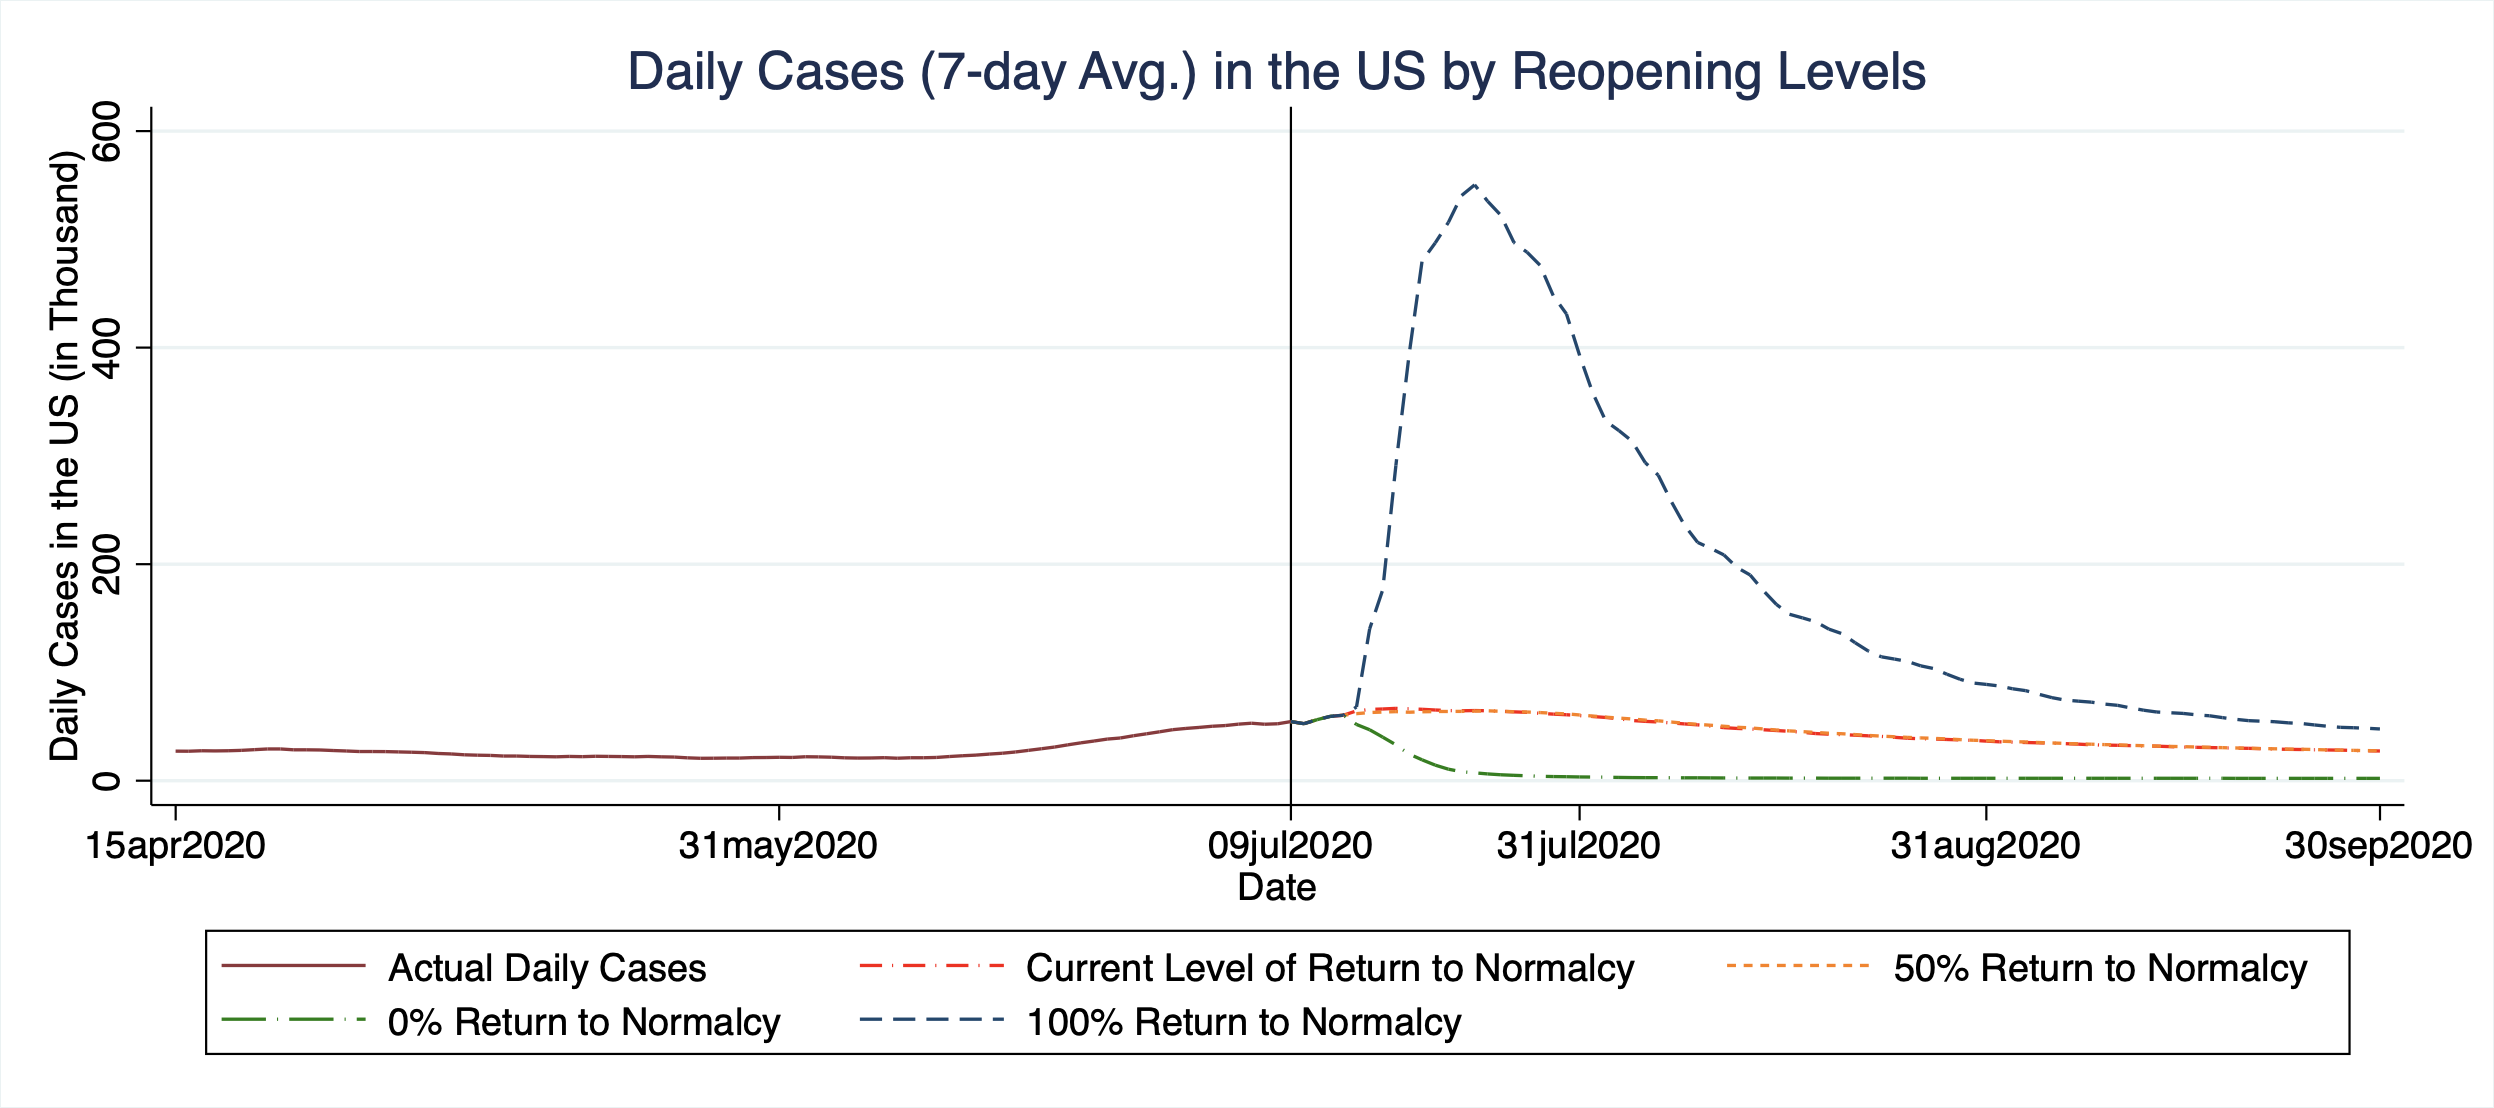 Daily Cases (7-day Avg.) in the US by Reopening Levels
Daily Cases in the US (in Thousand)
600
400
200
0
15apr2020 31may2020 09jul2020 31jul2020 31aug2020 30sep2020
Date
Actual Daily Cases Current Level of Return to Normalcy 50% Return to Normalcy
0% Return to Normalcy 100% Return to Normalcy